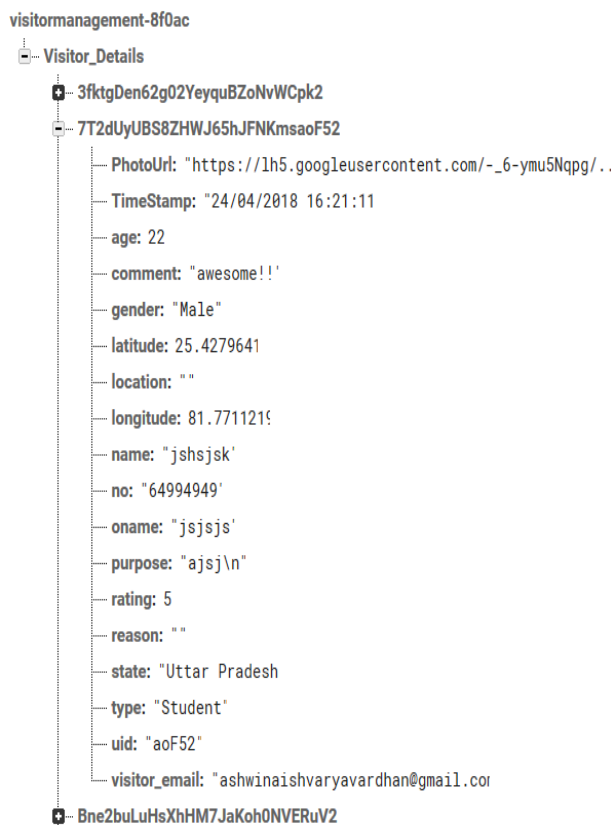 visitormanagement-8f0ac
Visitor_Details
3fktgDen62g02YeyquBZoNvWCpk2
7T2dUyUBS8ZHWJ65hJFNKmsaoF52
PhotoUrl: "https://lh5.googleusercontent.com/-_6-ymu5Nqpg/..
TimeStamp: "24/04/2018 16:21:11
age: 22
comment: "awesome!!'
gender: "Male"
latitude: 25.4279641
location: ""
longitude: 81.7711219
name: "jshsjsk'
no: "64994949'
oname: "jsjsjs'
purpose: "ajsj\n"
rating: 5
reason: ""
state: "Uttar Pradesh
type: "Student"
uid: "aoF52"
visitor_email: "ashwinaishvaryavardhan@gmail.com
Bne2buLuHsXhHM7JaKoh0NVERuV2